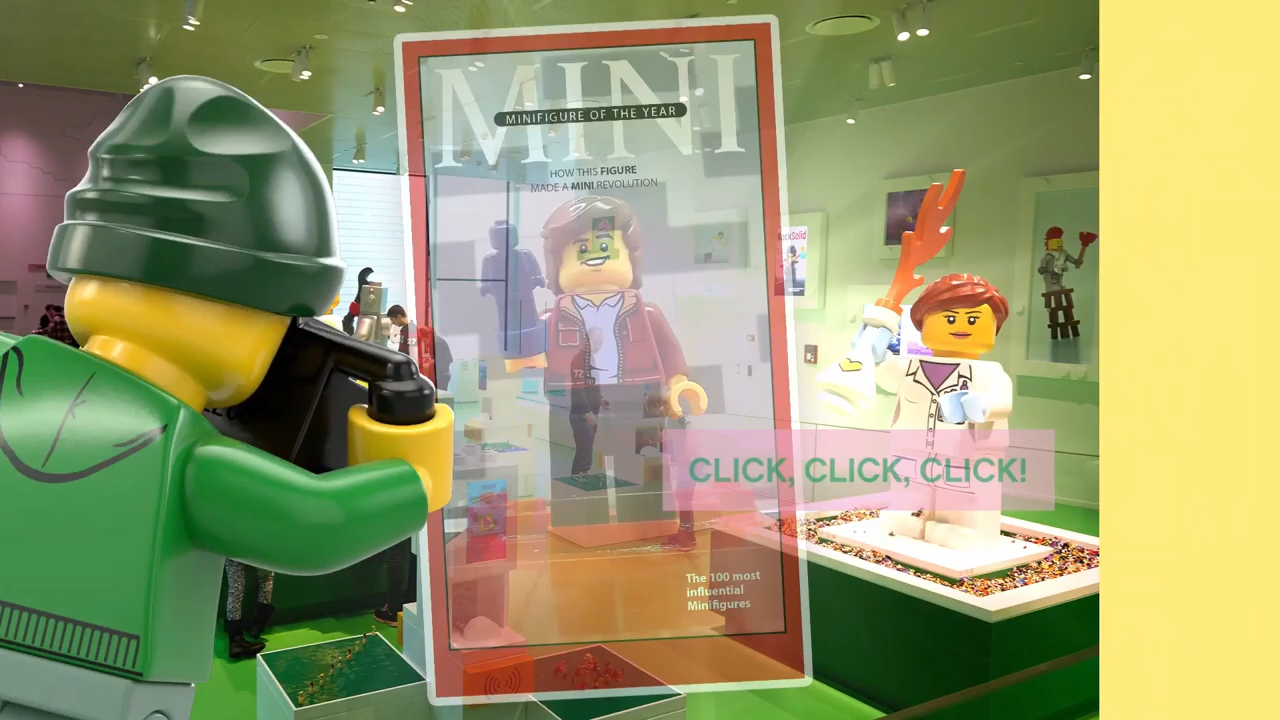 MINI
MINIFIGURE OF THE YEAR
HOW THIS FIGURE
MADE A MINI REVOLUTION
RockSolid
CLICK, CLICK, CLICK!
The 100 most
influential
Minifigures